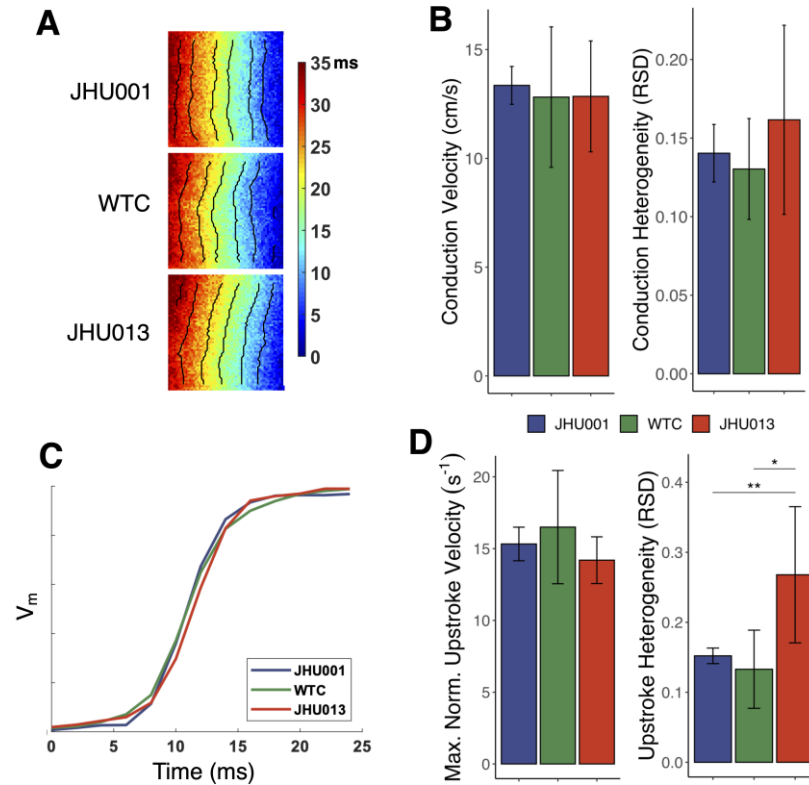 A
JHU001
WTC
JHU013
35 ms
30
25
20
15
10
5
0
B
Conduction Velocity (cm/s)
15
10
5
0
Conduction Heterogeneity (RSD)
0.20
0.15
0.10
0.05
0.00
JHU001 WTC JHU013
C
Vm
JHU001
WTC
JHU013
0 5 10 15 20 25
Time (ms)
D
Max. Norm. Upstroke Velocity (s-1)
20
15
10
5
0
Upstroke Heterogeneity (RSD)
0.4
0.3
0.2
0.1
0.0
*
**